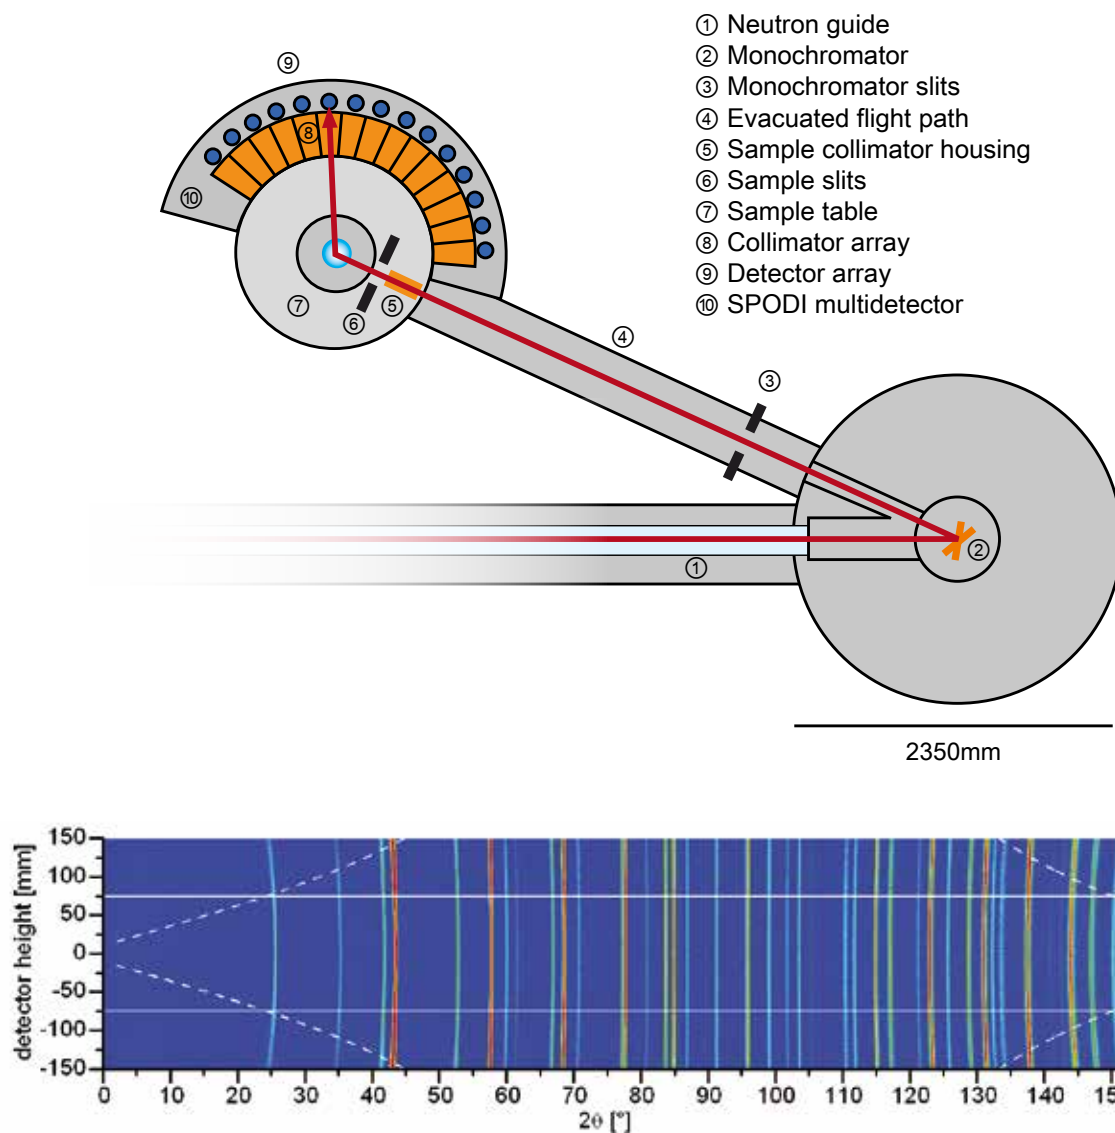 ① Neutron guide
② Monochromator
③ Monochromator slits
④ Evacuated flight path
⑤ Sample collimator housing
⑥ Sample slits
⑦ Sample table
⑧ Collimator array
⑨ Detector array
⑩ SPODI multidetector
⑨
⑧
⑩
⑦
⑥
⑤
④
③
②
①
2350mm
detector height [mm]
150
100
50
0
-50
-100
-150
0 10 20 30 40 50 60 70 80 90 100 110 120 130 140 15
2θ [°]